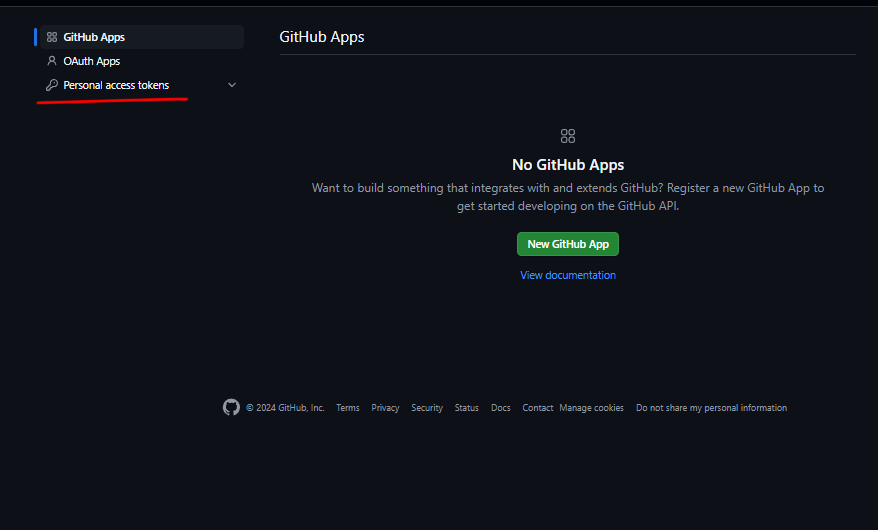 GitHub Apps
OAuth Apps
Personal access tokens
GitHub Apps
No GitHub Apps
Want to build something that integrates with and extends GitHub? Register a new GitHub App to
get started developing on the GitHub API.
New GitHub App
View documentation
© 2024 GitHub, Inc. Terms Privacy Security Status Docs Contact Manage cookies Do not share my personal information